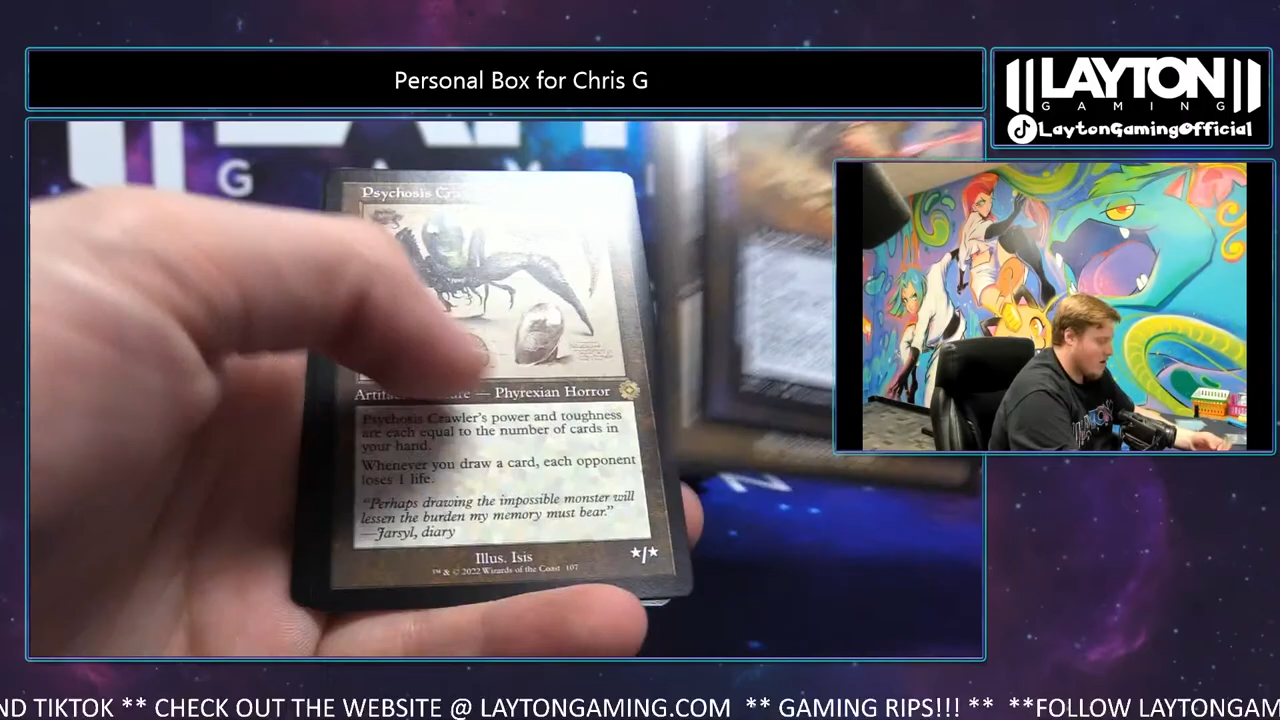 Personal Box for Chris G
LAYTON
GAMING
LaytonGamingOfficial
G
Psychosis
Phyrexian Horror
Psychosis Crawler's power and toughness
are each equal to the number of cards in
your hand.
Whenever you draw a card, each opponent
loses 1 life.
"Perhaps drawing the impossible monster will
lessen the burden my memory must bear."
—Jarsyl, diary
*/*
Illus. Isis
™ & © 2022 Wizards of the Coast 107
ND TIKTOK ** CHECK OUT THE WEBSITE @ LAYTONGAMING.COM ** GAMING RIPS!!! ** **FOLLOW LAYTONGAM